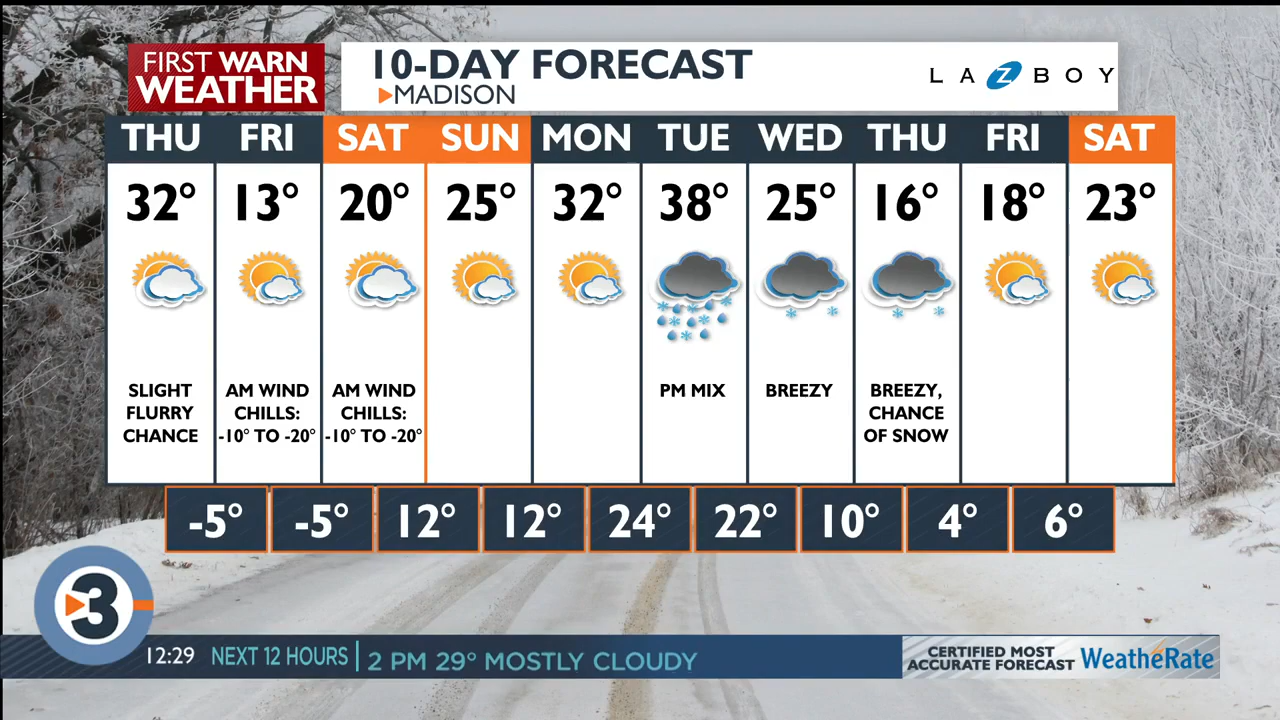 FIRST WARN
WEATHER
10-DAY FORECAST
MADISON
LAZBOY
THU FRI SAT SUN MON TUE WED THU FRI SAT
32° 13° 20° 25° 32° 38° 25° 16° 18° 23°
SLIGHT
FLURRY
CHANCE
AM WIND
CHILLS:
-10° TO -20°
AM WIND
CHILLS:
-10° TO -20°
PM MIX
BREEZY
BREEZY,
CHANCE
OF SNOW
-5° -5° 12° 12° 24° 22° 10° 4° 6°
3
12:29 NEXT 12 HOURS 2 PM 29° MOSTLY CLOUDY
CERTIFIED MOST
ACCURATE FORECAST
WeatheRate